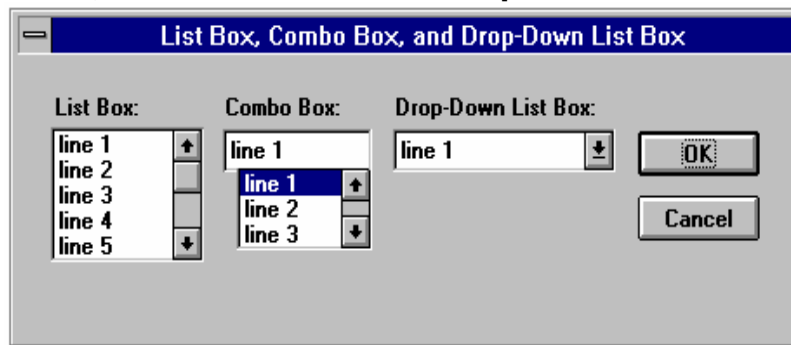 List Box, Combo Box, and Drop-Down List Box
List Box:
line 1
line 2
line 3
line 4
line 5
Combo Box:
line 1
line 1
line 2
line 3
Drop-Down List Box:
line 1
OK
Cancel